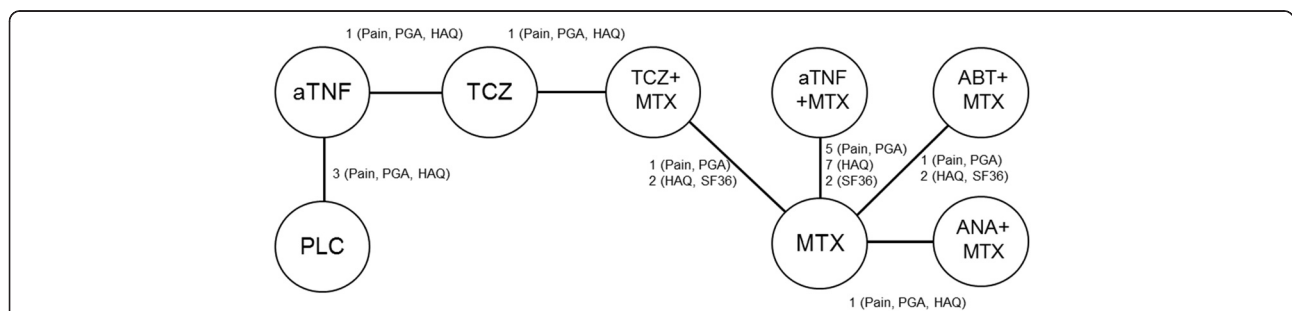 1 (Pain, PGA, HAQ)
1 (Pain, PGA, HAQ)
aTNF
TCZ
TCZ+
MTX
aTNF
+MTX
ABT+
MTX
3 (Pain, PGA, HAQ)
1 (Pain, PGA)
2 (HAQ, SF36)
5 (Pain, PGA)
7 (HAQ)
2 (SF36)
1 (Pain, PGA)
2 (HAQ, SF36)
PLC
MTX
ANA+
MTX
1 (Pain, PGA, HAQ)